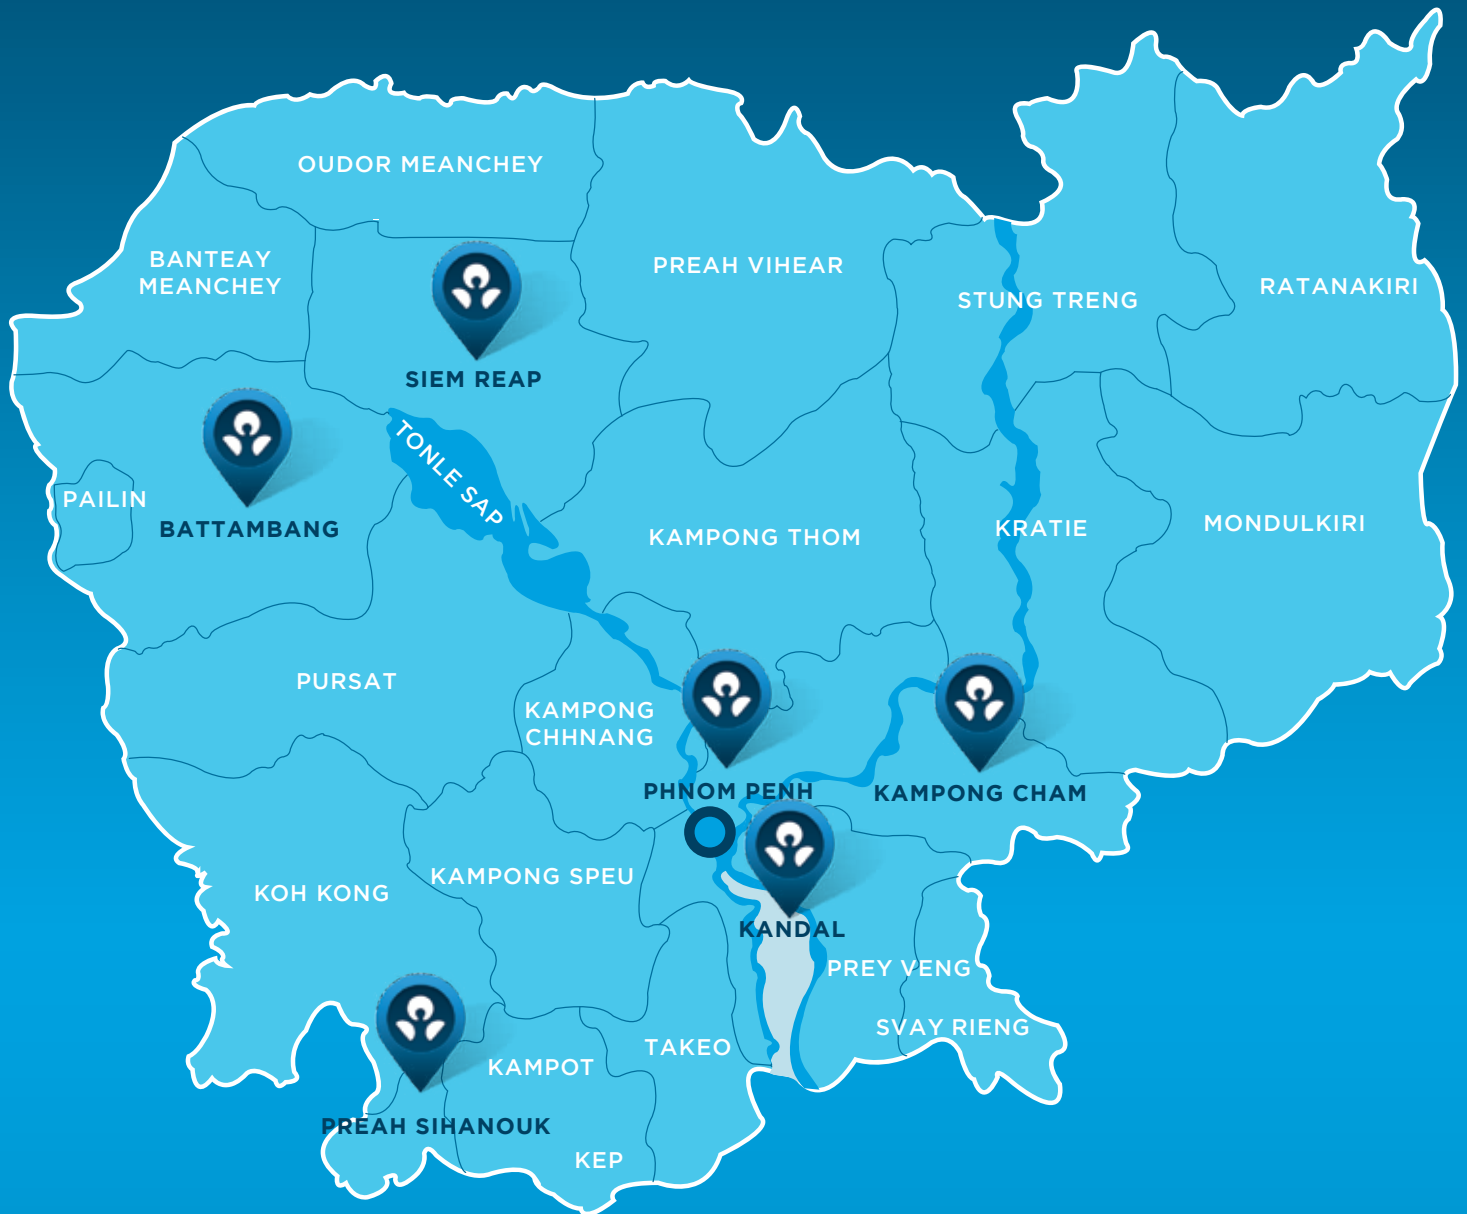 OUDOR MEANCHEY
BANTEAY
MEANCHEY
PREAH VIHEAR
STUNG TRENG
RATANAKIRI
SIEM REAP
TONLE SAP
PAILIN
BATTAMBANG
KAMPONG THOM
KRATIE
MONDULKIRI
PURSAT
KAMPONG
CHHNANG
PHNOM PENH
KAMPONG CHAM
KOH KONG
KAMPONG SPEU
KANDAL
PREY VENG
SVAY RIENG
TAKEO
KAMPOT
PREAH SIHANOUK
KEP